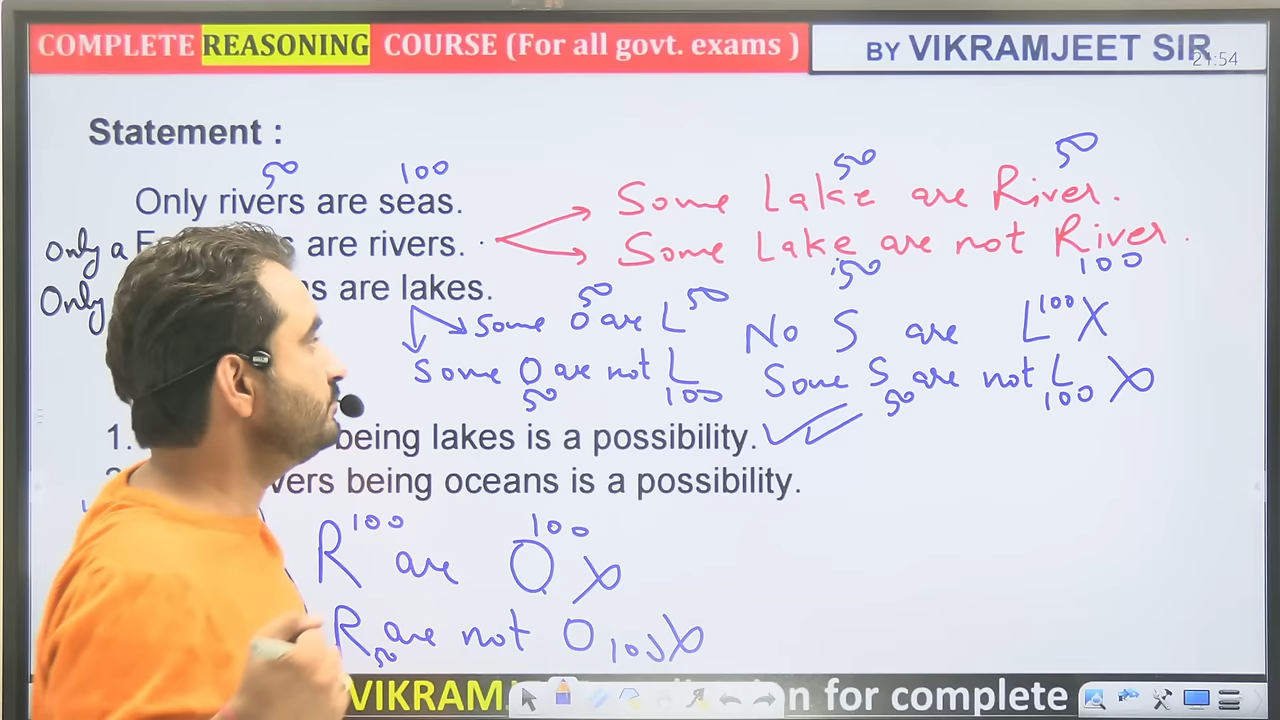 COMPLETE REASONING COURSE (For all govt. exams )
BY VIKRAMJEET SIR
21:54
Statement :
50 100
Only rivers are seas.
are rivers.
are lakes.
Only a
Only
50 50
Some Lake are River.
Some Lake are not River.
50 100
50 50
Some O are L
Some O are not L
50 100
No S are L 100 X
Some S are not L X
50 100
1. being lakes is a possibility.
being oceans is a possibility.
R 100 are O 100 X
R 50 are not O 100 X
VIKRAM
for complete